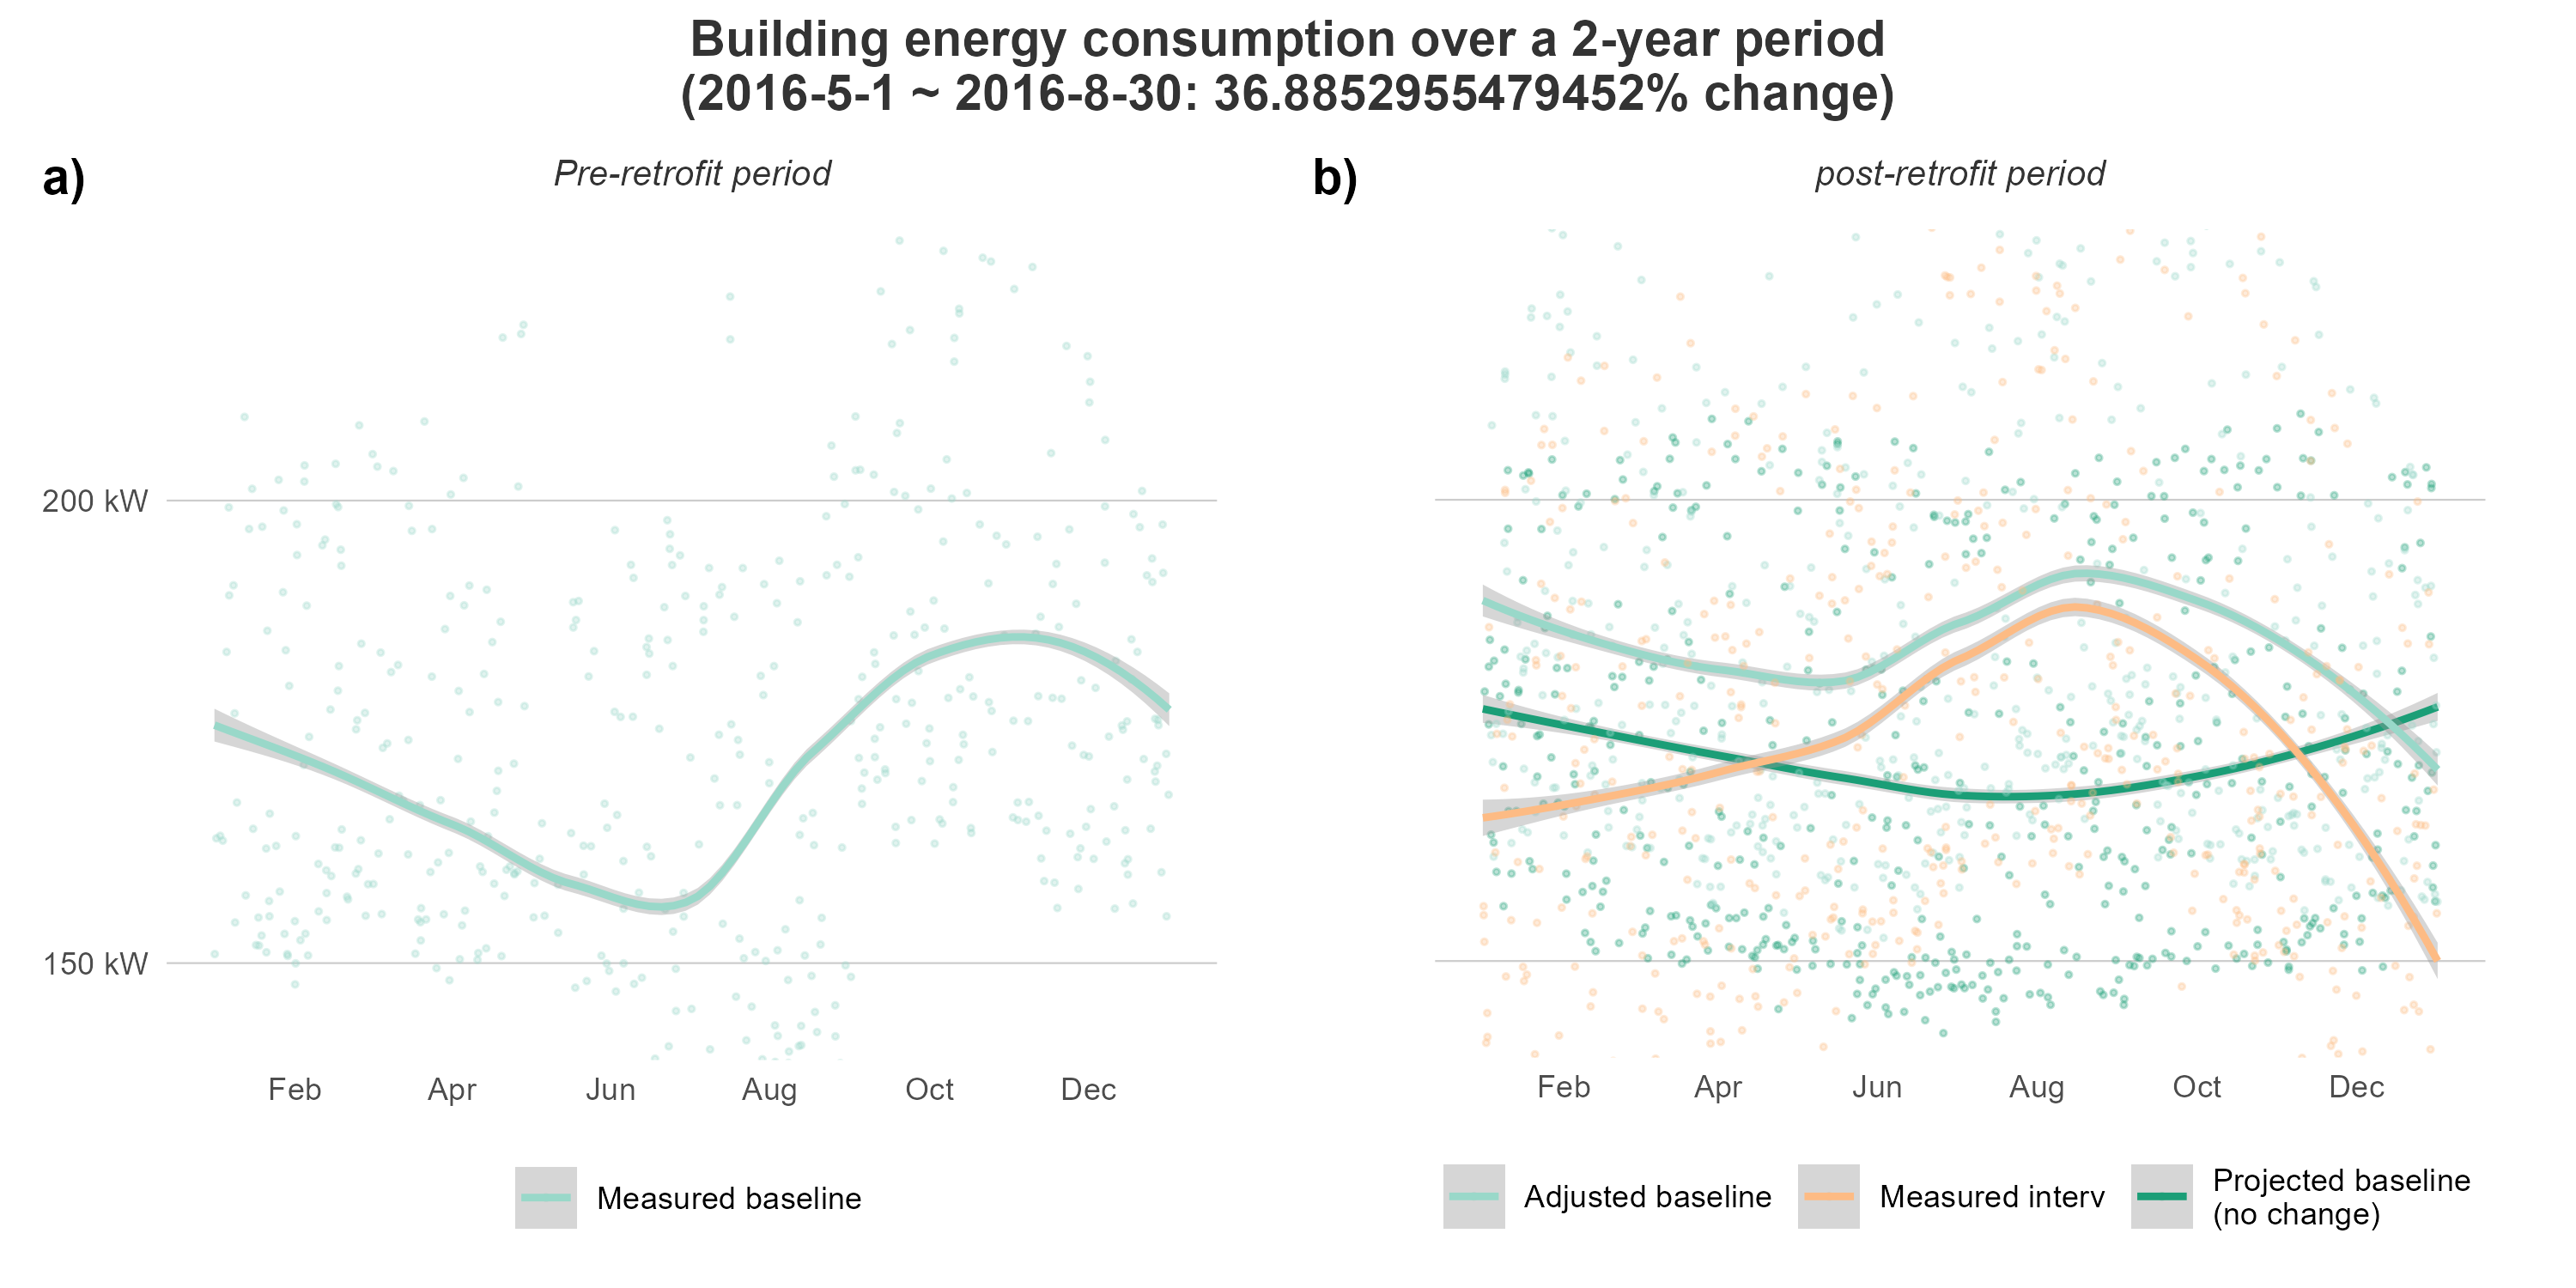 Building energy consumption over a 2-year period
(2016-5-1 ~ 2016-8-30: 36.8852955479452% change)
a)
Pre-retrofit period
200 kW
150 kW
Feb Apr Jun Aug Oct Dec
Measured baseline
b)
post-retrofit period
Feb Apr Jun Aug Oct Dec
Adjusted baseline
Measured interv
Projected baseline
(no change)